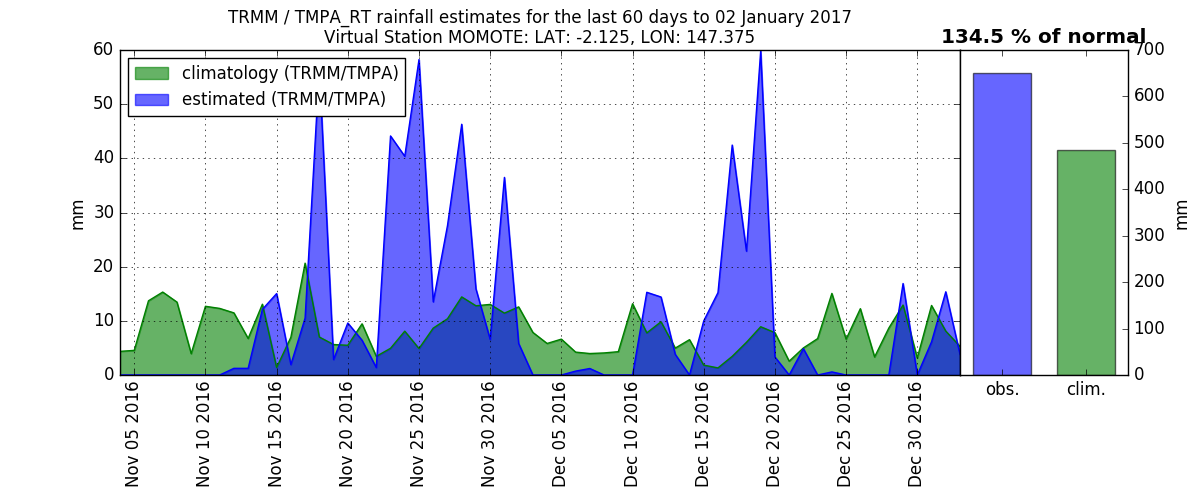 TRMM / TMPA_RT rainfall estimates for the last 60 days to 02 January 2017
Virtual Station MOMOTE: LAT: -2.125, LON: 147.375
134.5 % of normal
climatology (TRMM/TMPA)
estimated (TRMM/TMPA)
60
50
40
30
20
10
0
mm
Nov 05 2016
Nov 10 2016
Nov 15 2016
Nov 20 2016
Nov 25 2016
Nov 30 2016
Dec 05 2016
Dec 10 2016
Dec 15 2016
Dec 20 2016
Dec 25 2016
Dec 30 2016
700
600
500
400
300
200
100
0
mm
obs.
clim.